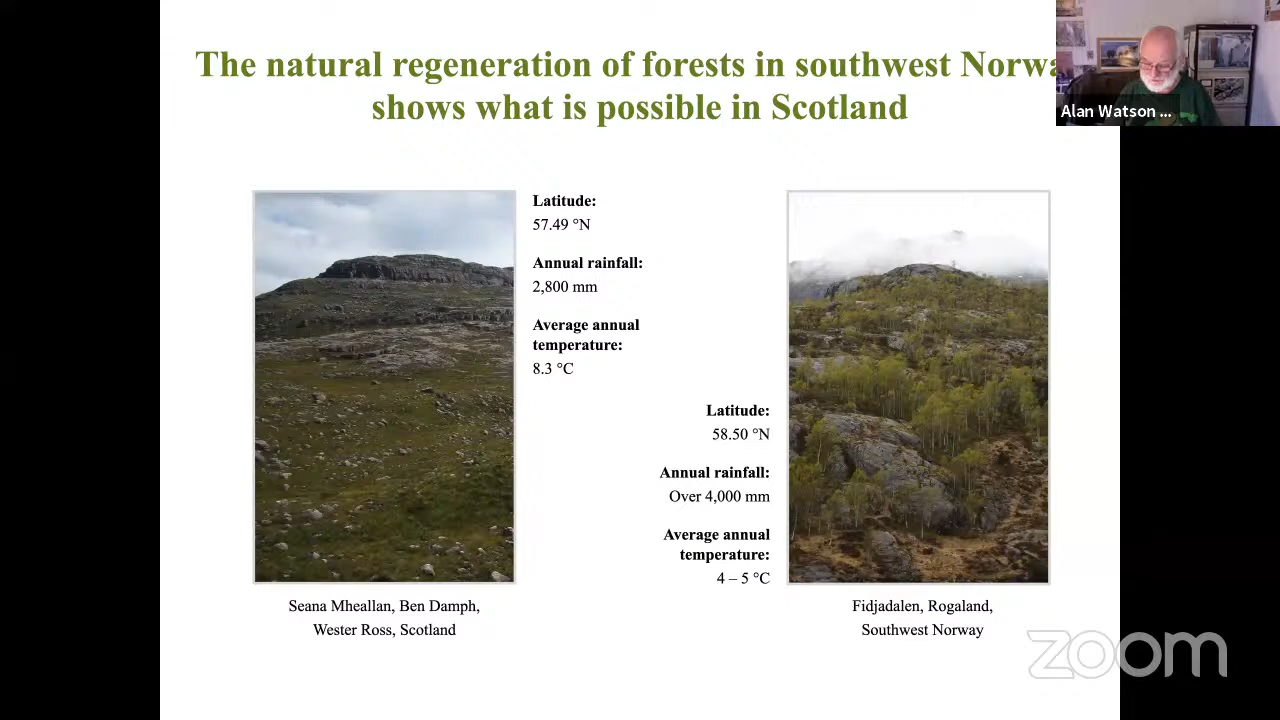 The natural regeneration of forests in southwest Norwa
shows what is possible in Scotland
Alan Watson ...
Latitude:
57.49 °N
Annual rainfall:
2,800 mm
Average annual
temperature:
8.3 °C
Latitude:
58.50 °N
Annual rainfall:
Over 4,000 mm
Average annual
temperature:
4 – 5 °C
Seana Mheallan, Ben Damph,
Wester Ross, Scotland
Fidjadalen, Rogaland,
Southwest Norway
zoom